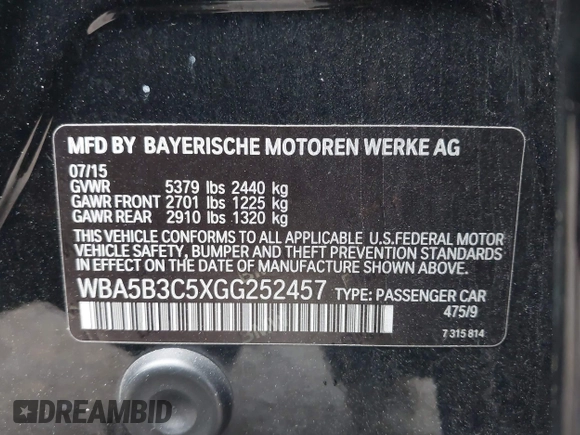 MFD BY BAYERISCHE MOTOREN WERKE AG
07/15
GVWR 5379 lbs 2440 kg
GAWR FRONT 2701 lbs 1225 kg
GAWR REAR 2910 lbs 1320 kg
THIS VEHICLE CONFORMS TO ALL APPLICABLE U.S.FEDERAL MOTOR
VEHICLE SAFETY, BUMPER AND THEFT PREVENTION STANDARDS
IN EFFECT ON THE DATE OF MANUFACTURE SHOWN ABOVE.
WBA5B3C5XGG252457 TYPE: PASSENGER CAR
475/9
7 315 814
DREAMBID